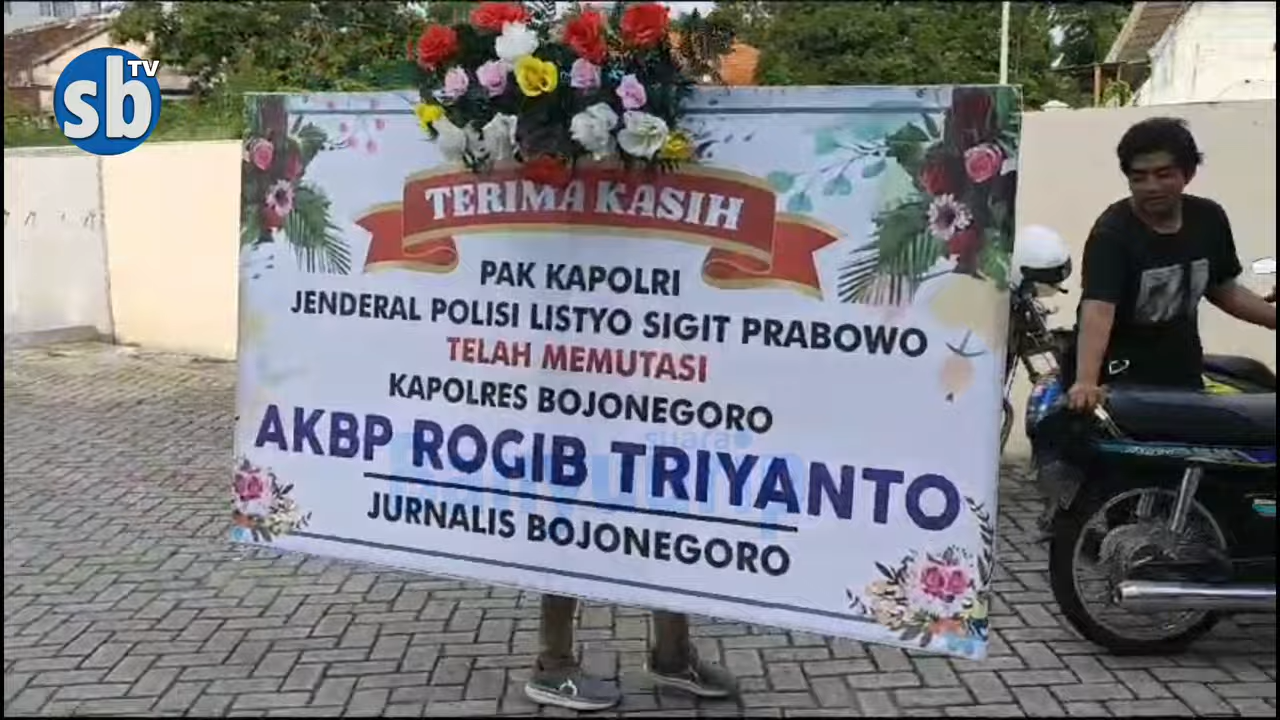 sb TV
TERIMA KASIH
PAK KAPOLRI
JENDERAL POLISI LISTYO SIGIT PRABOWO
TELAH MEMUTASI
KAPOLRES BOJONEGORO
AKBP ROGIB TRIYANTO
suara
JURNALIS BOJONEGORO